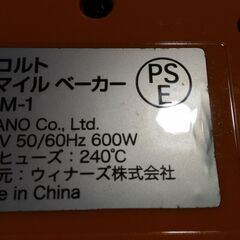 コルト
マイル ベーカー
M-1
ANO Co., Ltd.
V 50/60Hz 600W
ヒューズ：240℃
元：ウィナーズ株式会社
e in China
PS
E